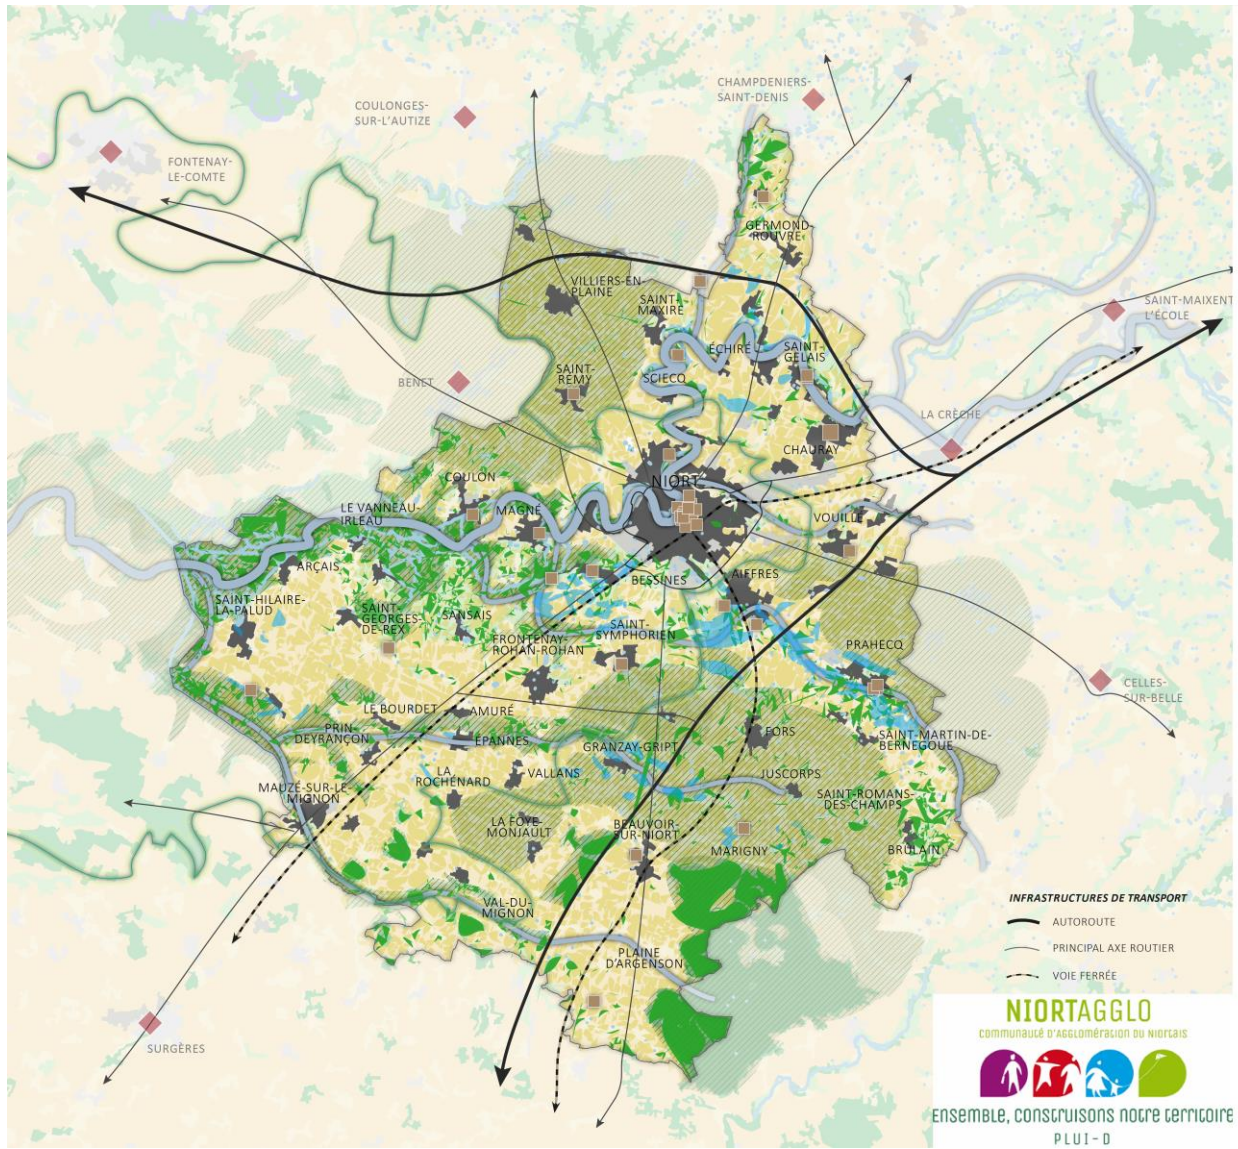 COULONGES-
SUR-L'AUTIZE
CHAMPDENIERS-
SAINT-DENIS
FONTENAY-
LE-COMTE
GERMOND-
ROUVRE
VILLIERS-EN-
PLAINE
SAINT-
MAXIRE
SAINT-MAIXENT
L'ÉCOLE
ÉCHIRÉ
SAINT-
GELAIS
BENET
SAINT-
REMY
SCIECQ
LA CRÈCHE
CHAURAY
COULON
NIORT
LE VANNEAU-
IRLEAU
MAGNÉ
VOUILLÉ
ARÇAIS
BESSINES
AIFFRES
SAINT-HILAIRE-
LA-PALUD
SAINT-
GEORGES-
DE-REX
SANSAIS
FRONTENAY-
ROHAN-ROHAN
SAINT-
SYMPHORIEN
PRAHECQ
CELLES-
SUR-BELLE
LE BOURDET
AMURÉ
PRIN-
DEYRANÇON
ÉPANNES
GRANZAY-GRIPT
FORS
SAINT-MARTIN-DE-
BERNEGOUE
LA
ROCHÉNARD
VALLANS
JUSCORPS
MAUZÉ-SUR-LE-
MIGNON
SAINT-ROMANS-
DES-CHAMPS
LA FOYE-
MONJAULT
BEAUVOIR-
SUR-NIORT
MARIGNY
BRÛLAIN
VAL-DU-
MIGNON
PLAINE
D'ARGENSON
SURGÈRES
INFRASTRUCTURES DE TRANSPORT
AUTOROUTE
PRINCIPAL AXE ROUTIER
VOIE FERRÉE
NIORTAGGLO
COMMUNAUTÉ D'AGGLOMÉRATION DU NIORTAIS
ENSEMBLE, CONSTRUISONS NOTRE TERRITOIRE
PLUI-D